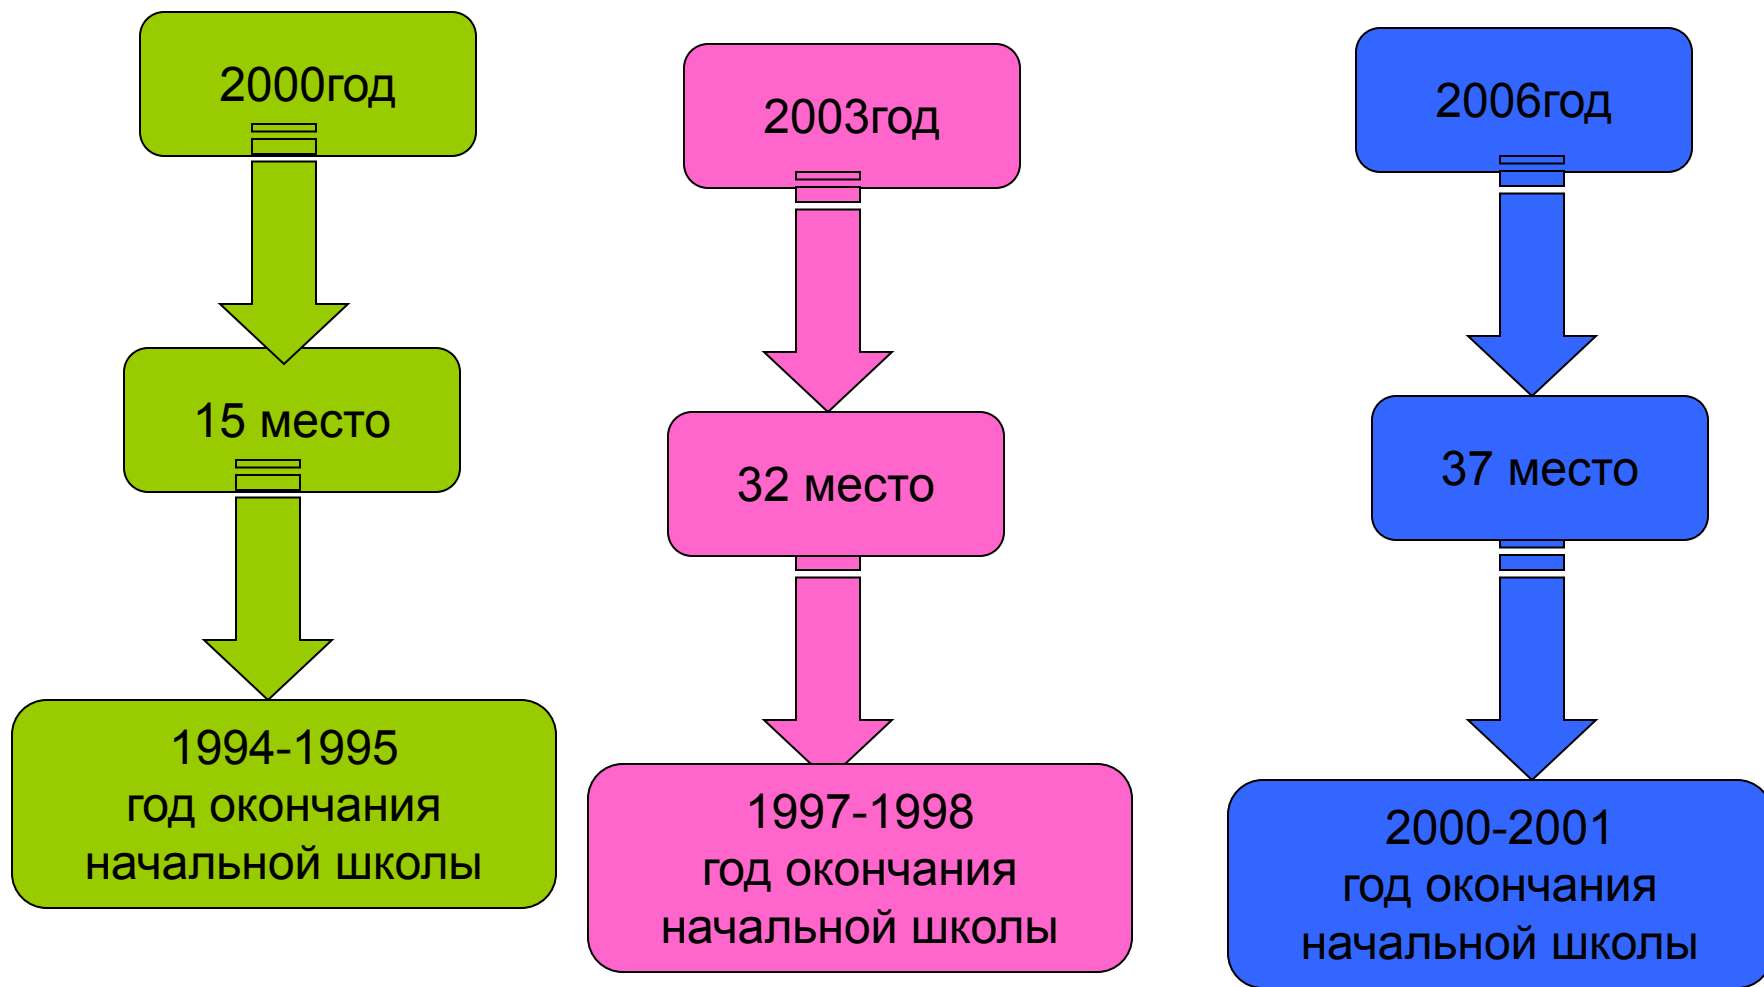 2000год
15 место
1994-1995
год окончания
начальной школы
2003год
32 место
1997-1998
год окончания
начальной школы
2006год
37 место
2000-2001
год окончания
начальной школы